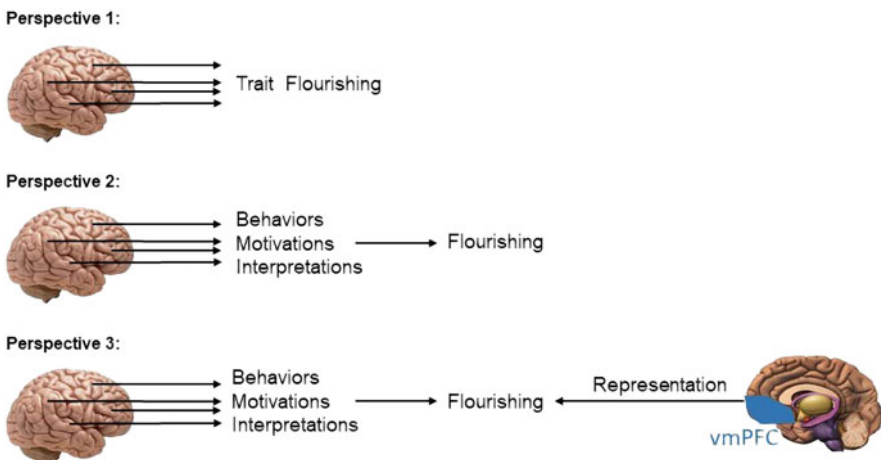 Perspective 1:
Trait Flourishing
Perspective 2:
Behaviors
Motivations
Flourishing
Interpretations
Perspective 3:
Behaviors
Representation
Motivations
Flourishing
Interpretations
vmPFC